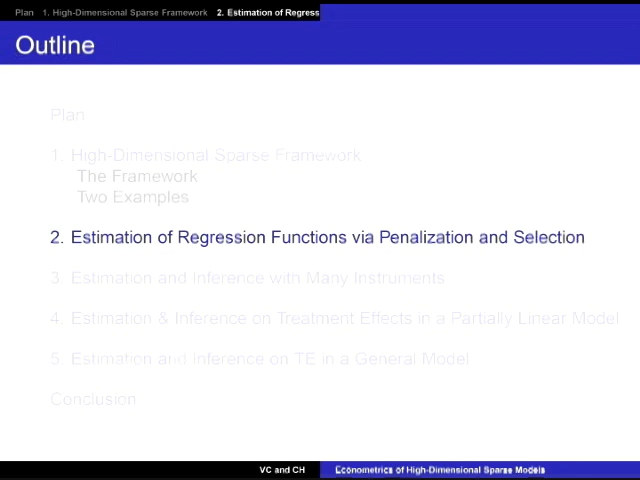 Plan 1. High-Dimensional Sparse Framework 2. Estimation of Regress
Outline
Plan
1. High-Dimensional Sparse Framework
The Framework
Two Examples
2. Estimation of Regression Functions via Penalization and Selection
3. Estimation and Inference with Many Instruments
4. Estimation & Inference on Treatment Effects in a Partially Linear Model
5. Estimation and Inference on TE in a General Model
Conclusion
VC and CH Econometrics of High-Dimensional Sparse Models